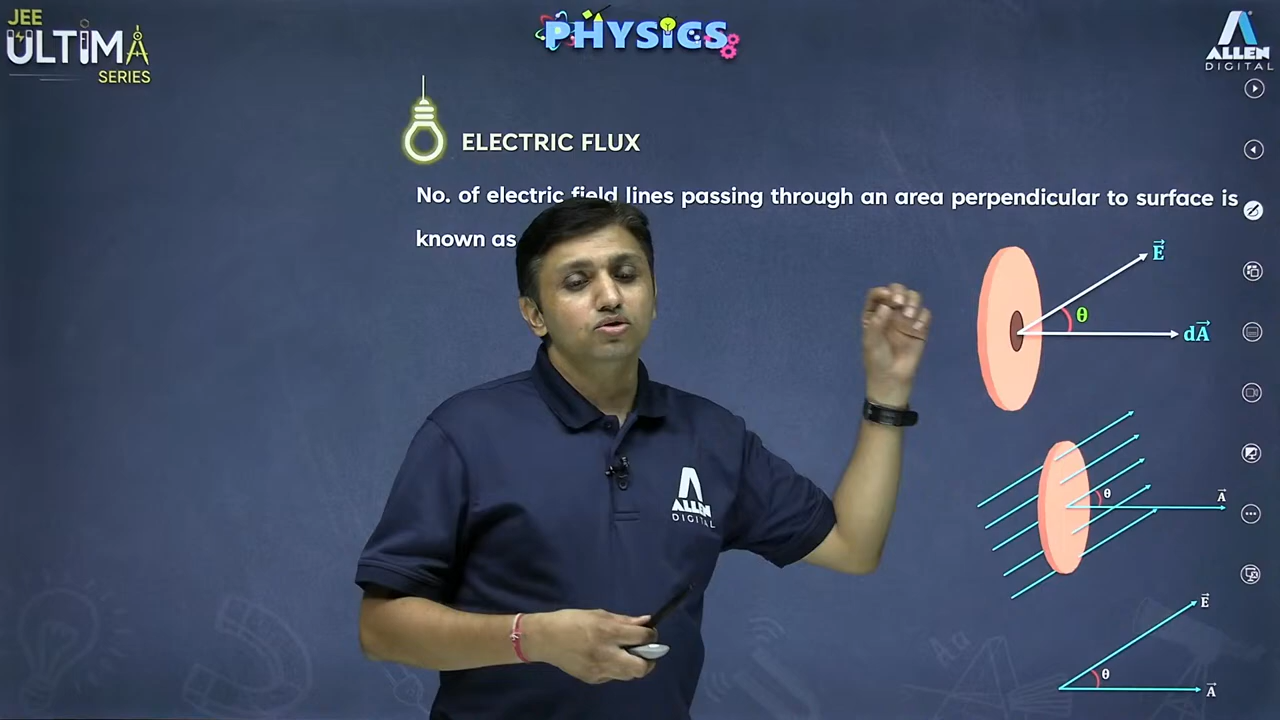 JEE
ULTIMA
SERIES
PHYSICS
ALLEN
DIGITAL
ELECTRIC FLUX
No. of electric field lines passing through an area perpendicular to surface is
known as
E⃗
θ
dA⃗
θ
A⃗
E⃗
θ
A⃗
ALLEN
DIGITAL
Aa